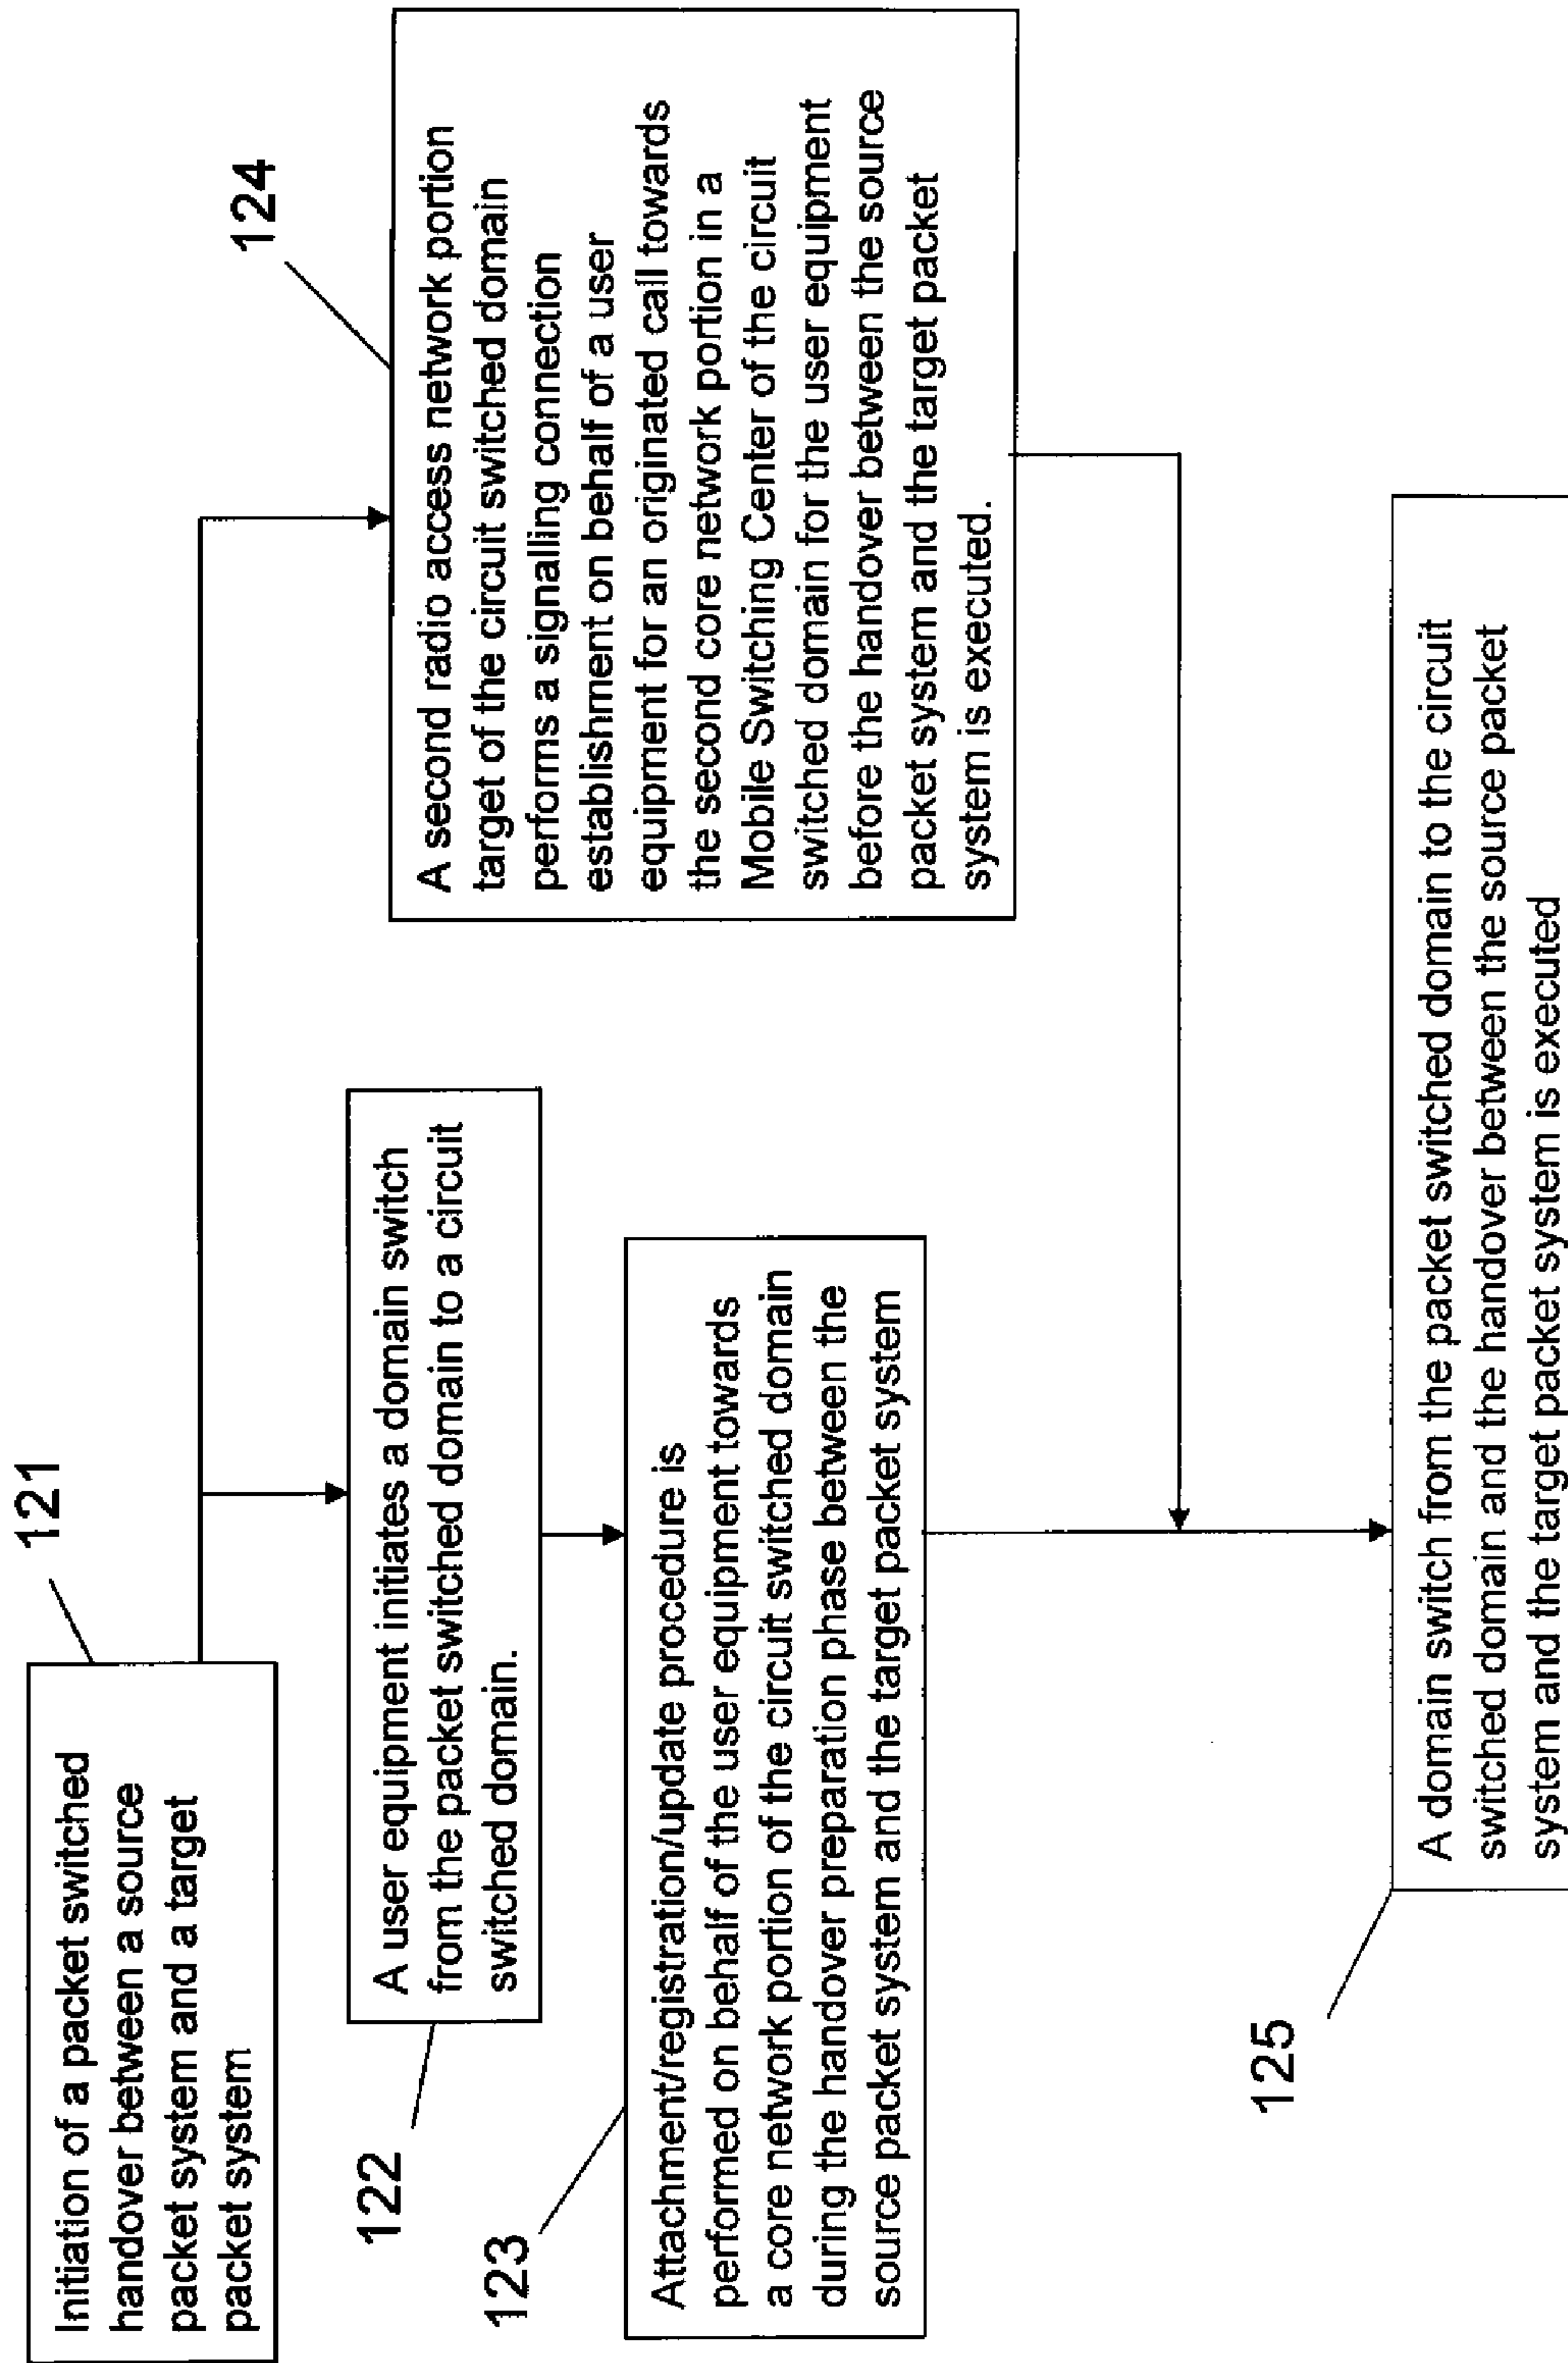 121
Initiation of a packet switched
handover between a source
packet system and a target
packet system
122
A user equipment initiates a domain switch
from the packet switched domain to a circuit
switched domain.
123
Attachment/registration/update procedure is
performed on behalf of the user equipment towards
a core network portion of the circuit switched domain
during the handover preparation phase between the
source packet system and the target packet system
124
A second radio access network portion
target of the circuit switched domain
performs a signalling connection
establishment on behalf of a user
equipment for an originated call towards
the second core network portion in a
Mobile Switching Center of the circuit
switched domain for the user equipment
before the handover between the source
packet system and the target packet
system is executed.
125
A domain switch from the packet switched domain to the circuit
switched domain and the handover between the source packet
system and the target packet system is executed